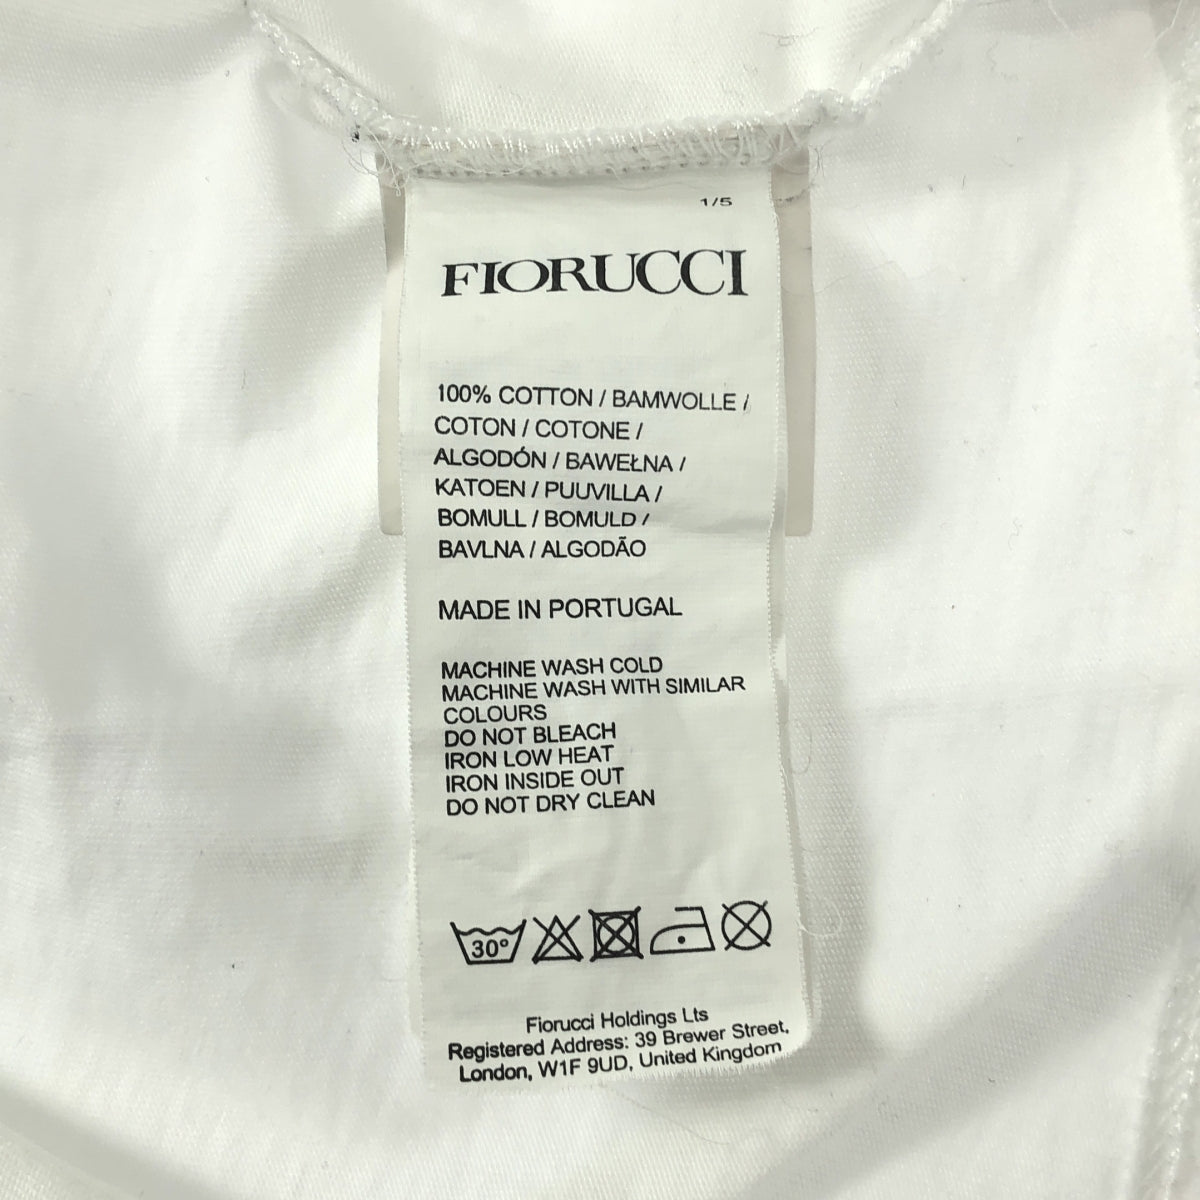 1/5
FIORUCCI
100% COTTON / BAMWOLLE /
COTON / COTONE /
ALGODÓN / BAWEŁNA /
KATOEN / PUUVILLA /
BOMULL / BOMULD /
BAVLNA / ALGODÃO
MADE IN PORTUGAL
MACHINE WASH COLD
MACHINE WASH WITH SIMILAR
COLOURS
DO NOT BLEACH
IRON LOW HEAT
IRON INSIDE OUT
DO NOT DRY CLEAN
30°
Fiorucci Holdings Lts
Registered Address: 39 Brewer Street,
London, W1F 9UD, United Kingdom